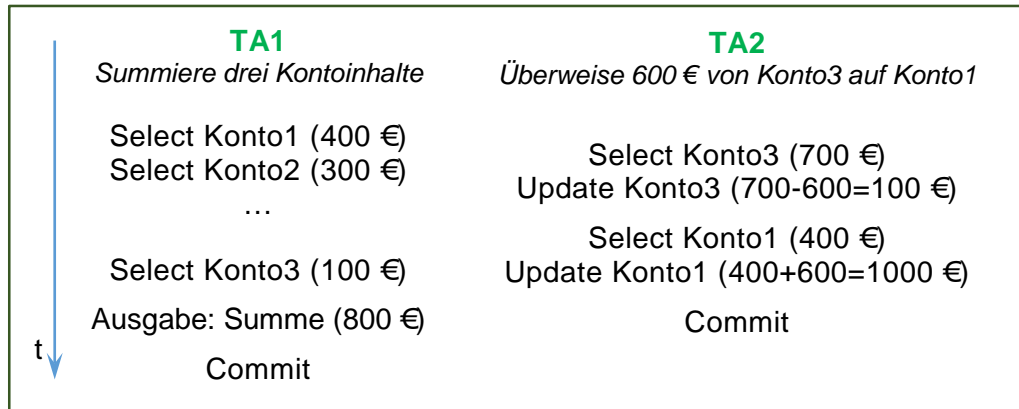 TA1
Summiere drei Kontoinhalte
Select Konto1 (400 €)
Select Konto2 (300 €)
…
Select Konto3 (100 €)
Ausgabe: Summe (800 €)
Commit
TA2
Überweise 600 € von Konto3 auf Konto1
Select Konto3 (700 €)
Update Konto3 (700-600=100 €)
Select Konto1 (400 €)
Update Konto1 (400+600=1000 €)
Commit
t